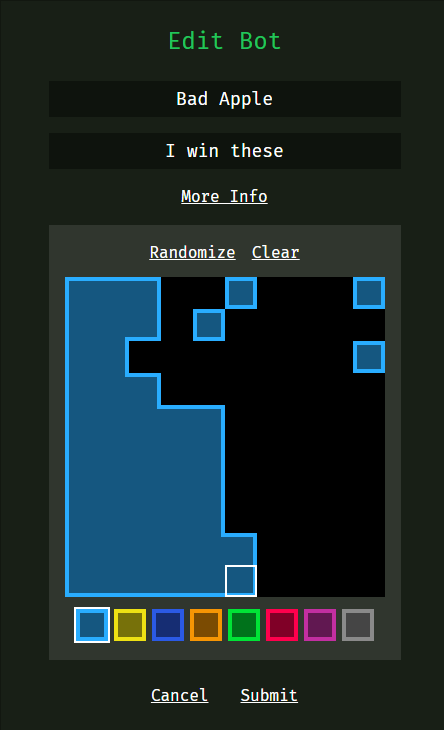 Edit Bot
Bad Apple
I win these
More Info
Randomize Clear
Cancel Submit